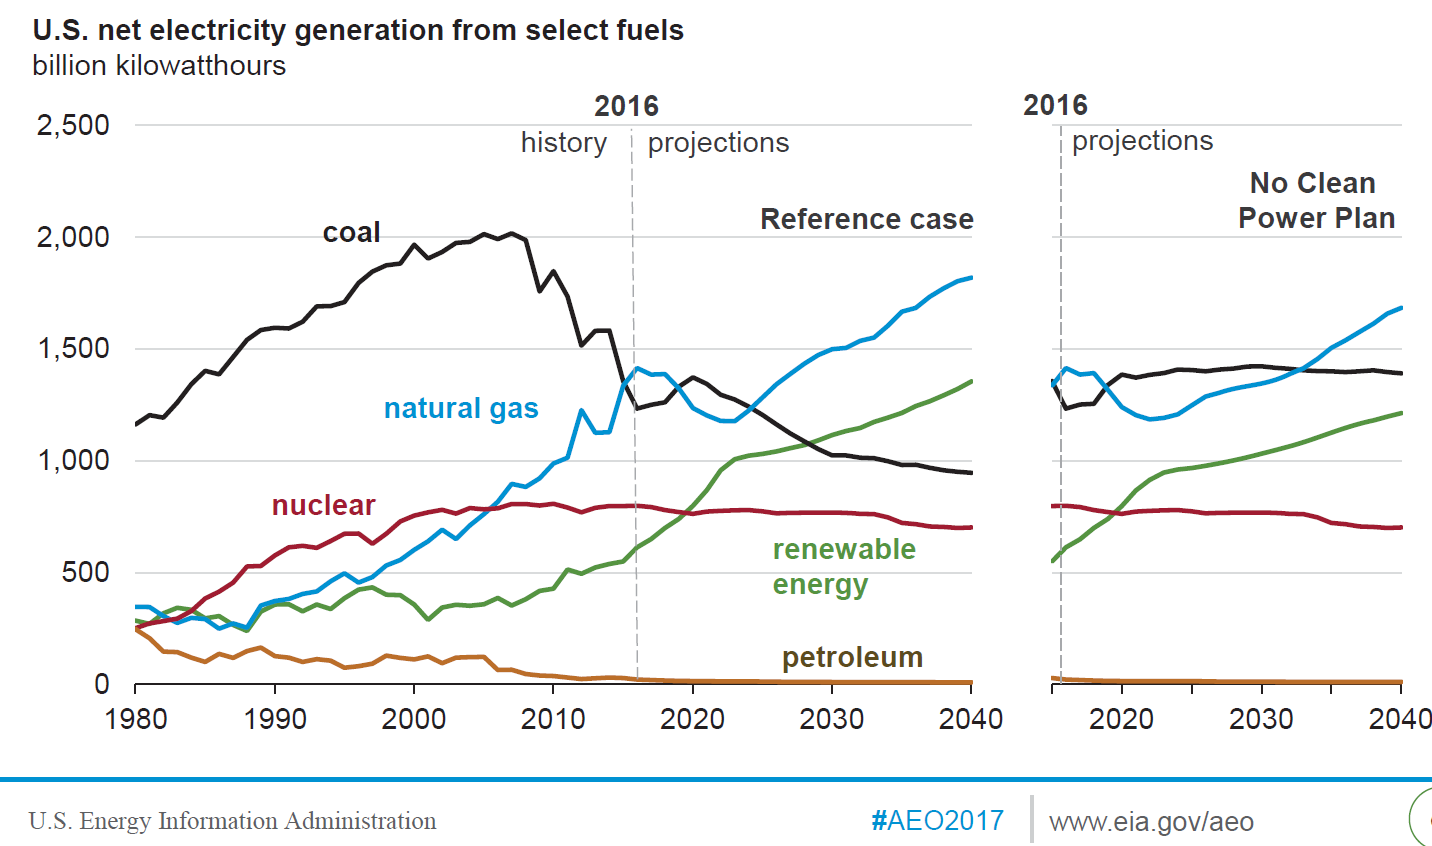 U.S. net electricity generation from select fuels
billion kilowatthours
2016
2016
2,500
history
projections
projections
No Clean
Power Plan
Reference case
coal
2,000
1,500
natural gas
1,000
nuclear
renewable
energy
500
petroleum
0
1980
1990
2000
2010
2020
2030
2040
2020
2030
2040
U.S. Energy Information Administration
#AEO2017
www.eia.gov/aeo